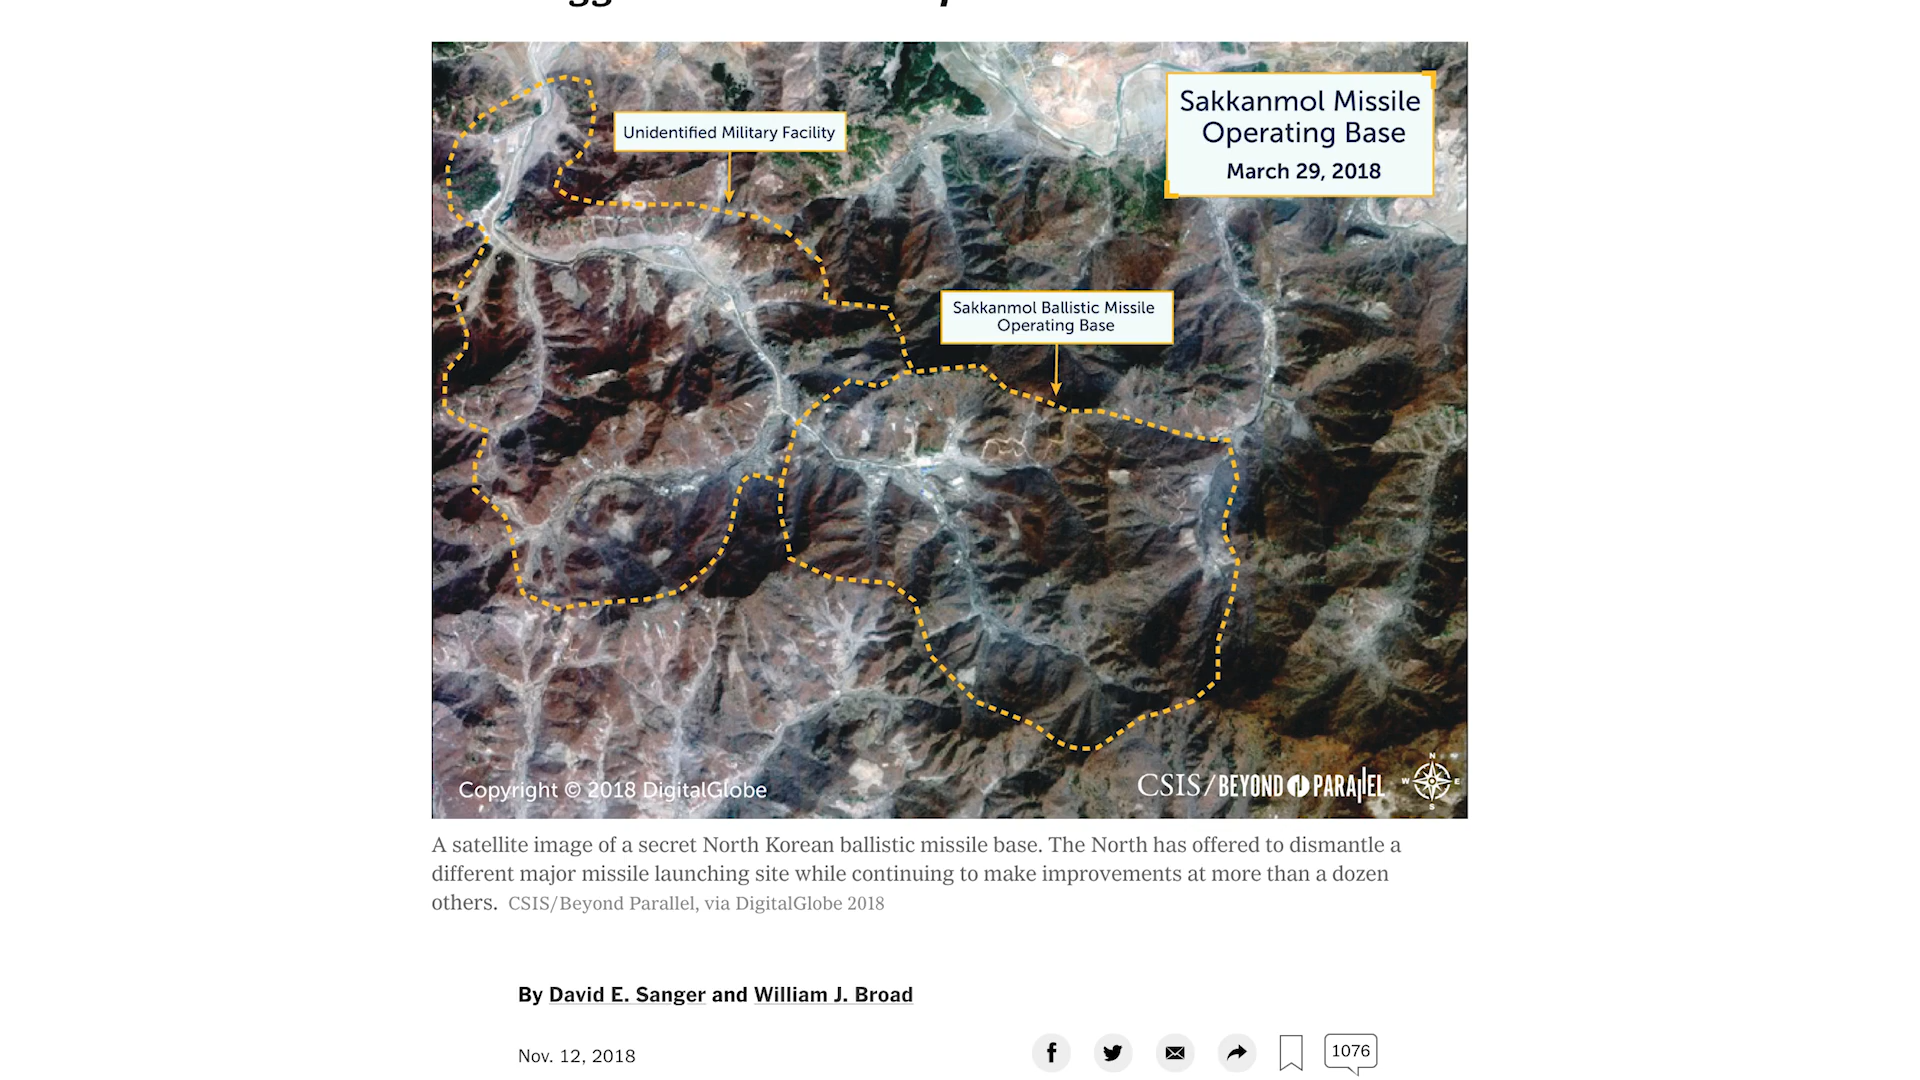 Unidentified Military Facility
Sakkanmol Missile
Operating Base
March 29, 2018
Sakkanmol Ballistic Missile
Operating Base
Copyright © 2018 DigitalGlobe
CSIS/BEYOND PARALLEL
N
W E
S
A satellite image of a secret North Korean ballistic missile base. The North has offered to dismantle a
different major missile launching site while continuing to make improvements at more than a dozen
others. CSIS/Beyond Parallel, via DigitalGlobe 2018
By David E. Sanger and William J. Broad
Nov. 12, 2018
1076